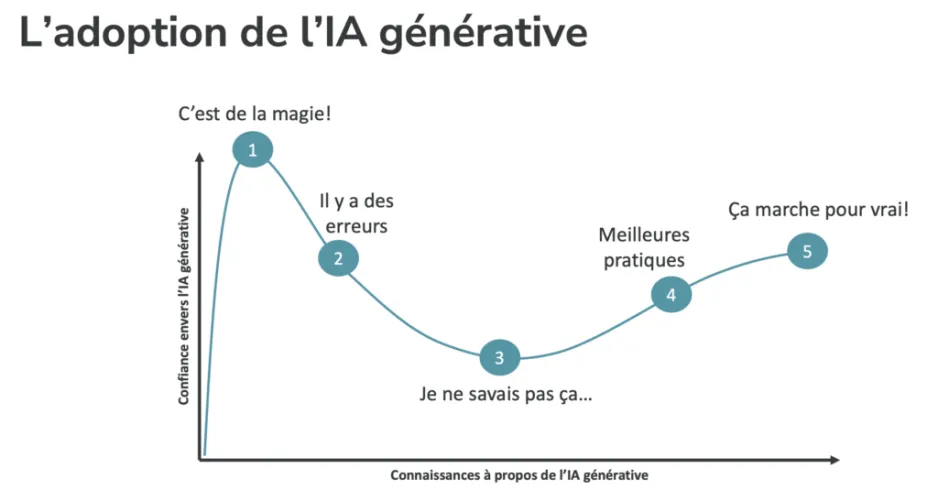 L’adoption de l’IA générative
C’est de la magie!
1
Il y a des
erreurs
2
Je ne savais pas ça…
3
Meilleures
pratiques
4
Ça marche pour vrai!
5
Confiance envers l’IA générative
Connaissances à propos de l’IA générative